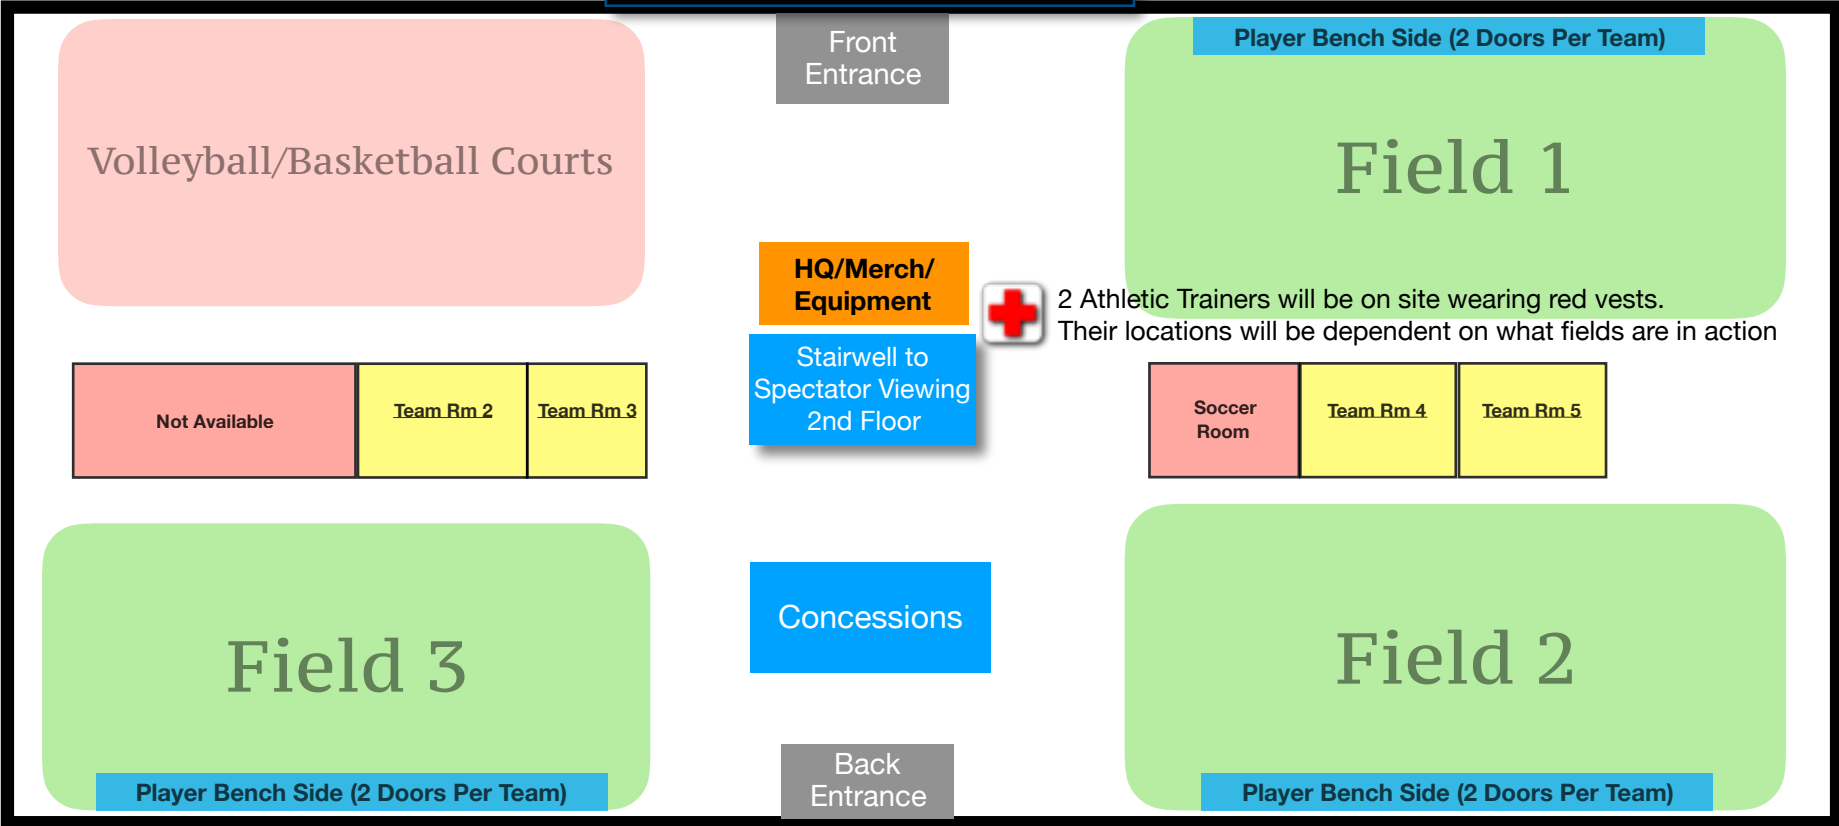 Front
Entrance
Player Bench Side (2 Doors Per Team)
Volleyball/Basketball Courts
Field 1
HQ/Merch/
Equipment
2 Athletic Trainers will be on site wearing red vests.
Their locations will be dependent on what fields are in action
Stairwell to
Spectator Viewing
2nd Floor
Not Available
Team Rm 2
Team Rm 3
Soccer
Room
Team Rm 4
Team Rm 5
Field 3
Concessions
Field 2
Back
Entrance
Player Bench Side (2 Doors Per Team)
Player Bench Side (2 Doors Per Team)